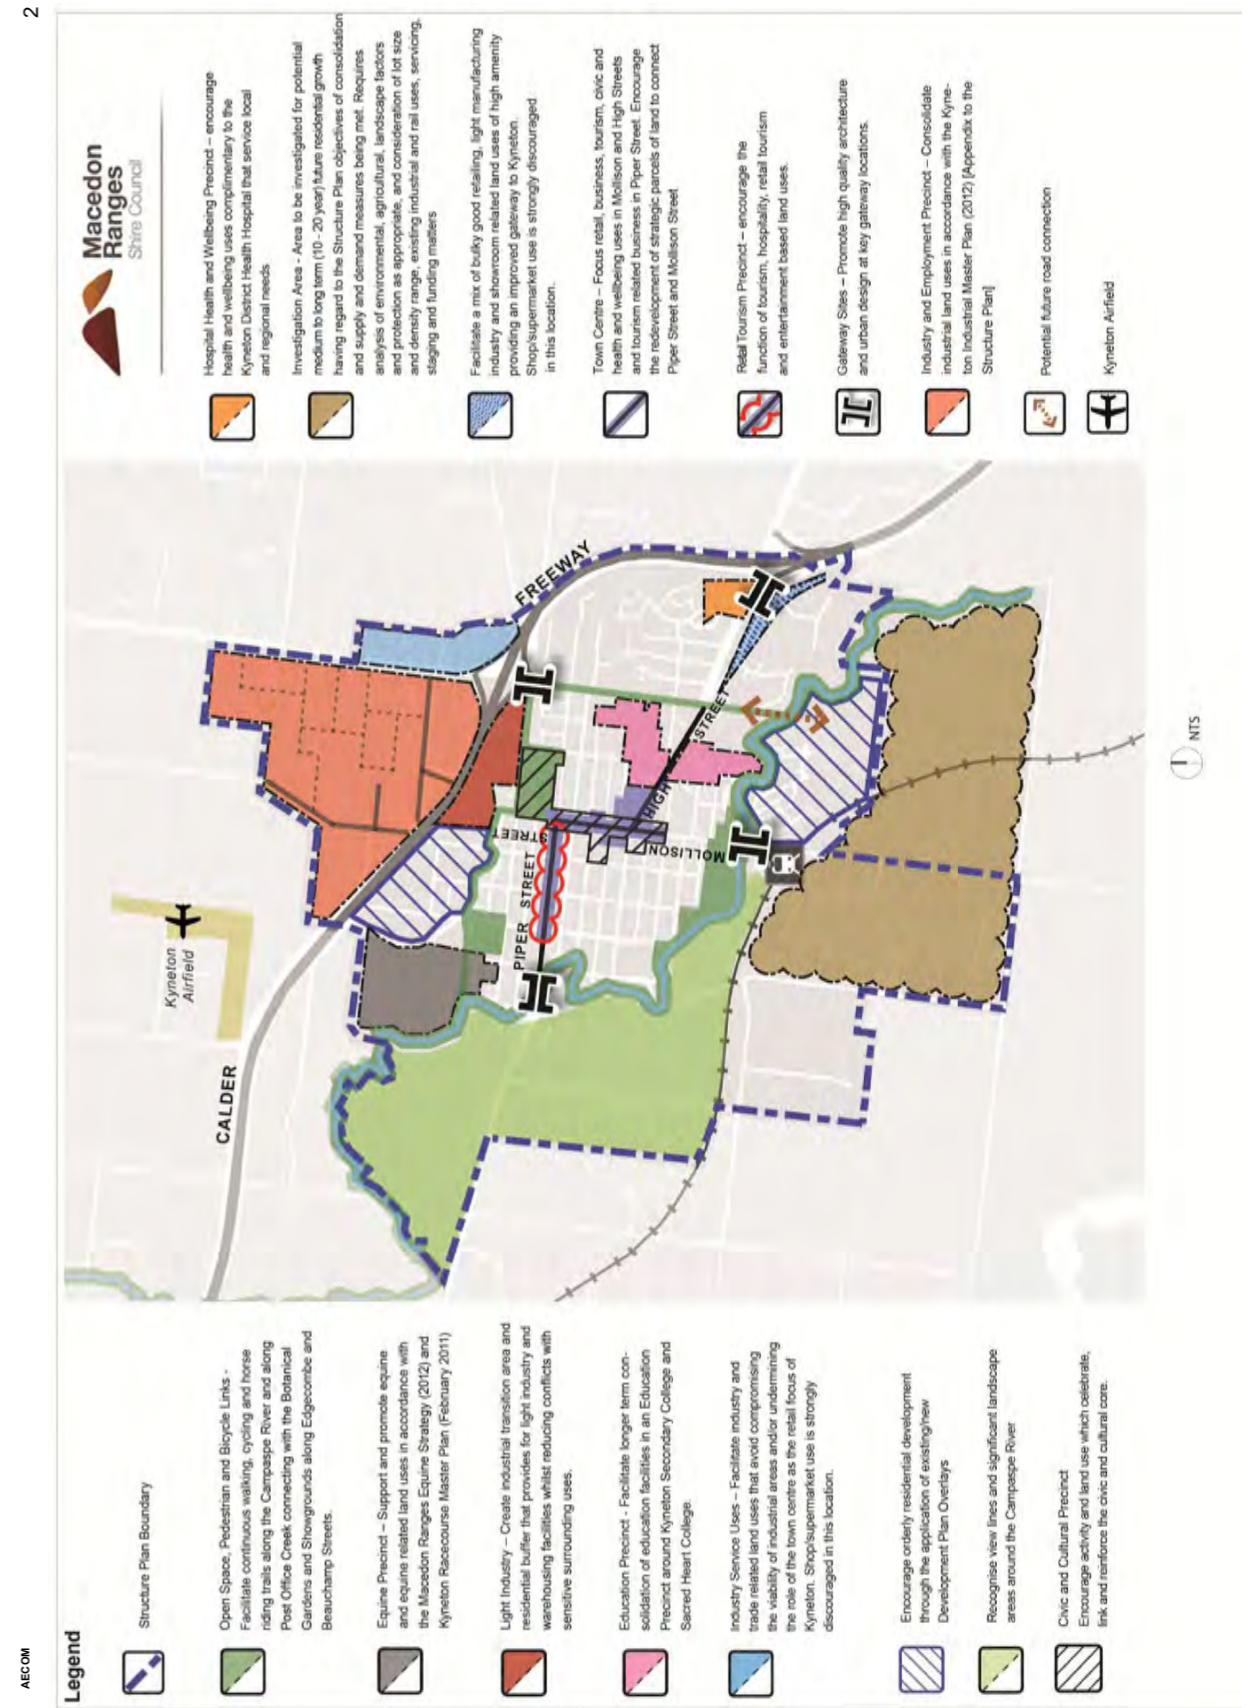 AECOM
2
Legend
Structure Plan Boundary
Open Space, Pedestrian and Bicycle Links -
Facilitate continuous walking, cycling and horse
riding trails along the Campaspe River and along
Post Office Creek connecting with the Botanical
Gardens and Showgrounds along Edgecombe and
Beauchamp Streets.
Equine Precinct – Support and promote equine
and equine related land uses in accordance with
the Macedon Ranges Equine Strategy (2012) and
Kyneton Racecourse Master Plan (February 2011)
Light Industry – Create industrial transition area and
residential buffer that provides for light industry and
warehousing facilities whilst reducing conflicts with
sensitive surrounding uses.
Education Precinct - Facilitate longer term con-
solidation of education facilities in an Education
Precinct around Kyneton Secondary College and
Sacred Heart College.
Industry Service Uses – Facilitate industry and
trade related land uses that avoid compromising
the viability of industrial areas and/or undermining
the role of the town centre as the retail focus of
Kyneton. Shop/supermarket use is strongly
discouraged in this location.
Encourage orderly residential development
through the application of existing/new
Development Plan Overlays
Recognise view lines and significant landscape
areas around the Campaspe River
Civic and Cultural Precinct
Encourage activity and land use which celebrate,
link and reinforce the civic and cultural core.
CALDER
FREEWAY
Kyneton
Airfield
PIPER STREET
STREET
MOLLISON
HIGH
STREET
NTS
Macedon
Ranges
Shire Council
Hospital Health and Wellbeing Precinct – encourage
health and wellbeing uses complimentary to the
Kyneton District Health Hospital that service local
and regional needs
Investigation Area - Area to be investigated for potential
medium to long term (10 - 20 year) future residential growth
having regard to the Structure Plan objectives of consolidation
and supply and demand measures being met. Requires
analysis of environmental, agricultural, landscape factors
and protection as appropriate, and consideration of lot size
and density range, existing industrial and rail uses, servicing,
staging and funding matters
Facilitate a mix of bulky good retailing, light manufacturing
industry and showroom related land uses of high amenity
providing an improved gateway to Kyneton.
Shop/supermarket use is strongly discouraged
in this location.
Town Centre – Focus retail, business, tourism, civic and
health and wellbeing uses in Mollison and High Streets
and tourism related business in Piper Street. Encourage
the redevelopment of strategic parcels of land to connect
Piper Street and Mollison Street
Retail Tourism Precinct – encourage the
function of tourism, hospitality, retail tourism
and entertainment based land uses.
Gateway Sites – Promote high quality architecture
and urban design at key gateway locations.
Industry and Employment Precinct – Consolidate
industrial land uses in accordance with the Kyne-
ton Industrial Master Plan (2012) [Appendix to the
Structure Plan]
Potential future road connection
Kyneton Airfield